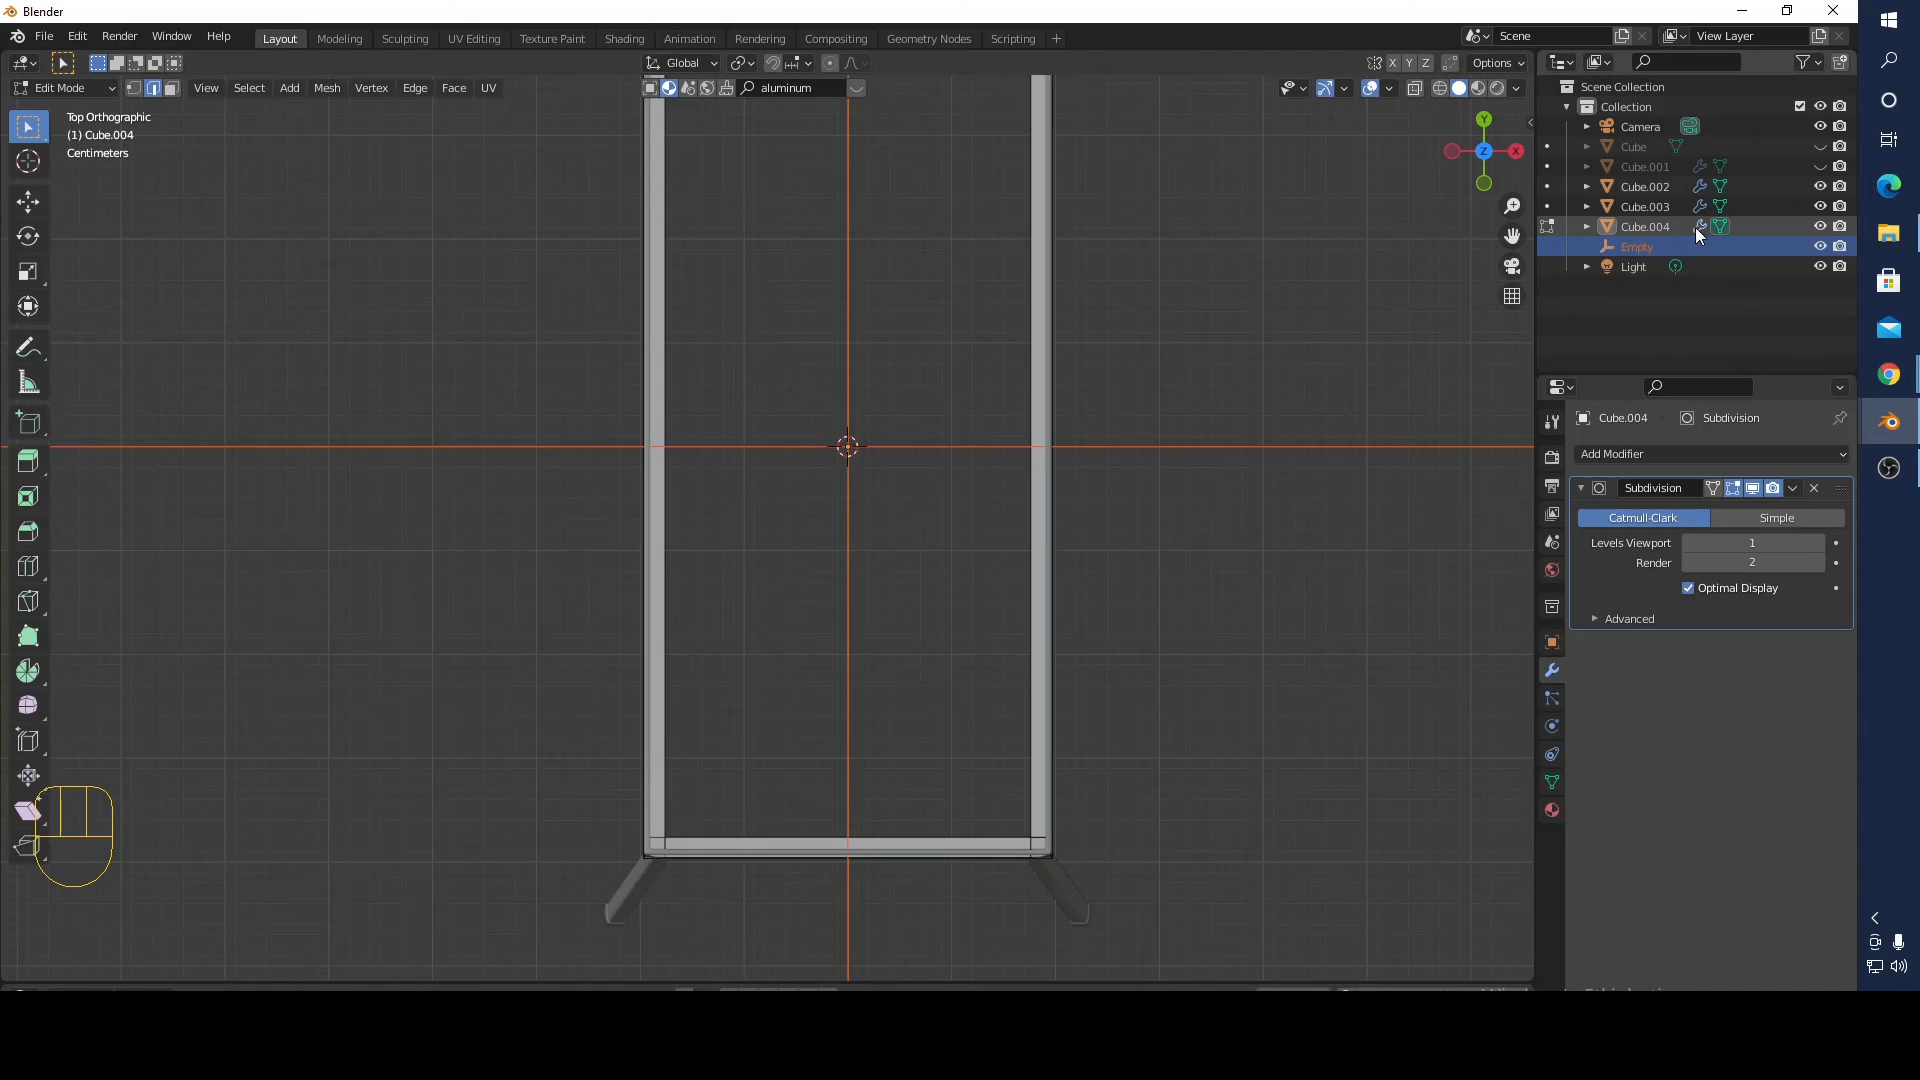 Blender
File Edit Render Window Help
Layout Modeling Sculpting UV Editing Texture Paint Shading Animation Rendering Compositing Geometry Nodes Scripting +
Scene
View Layer
Global
X Y Z
Options
Edit Mode
View Select Add Mesh Vertex Edge Face UV
aluminum
Top Orthographic
(1) Cube.004
Centimeters
Y
Z
X
Scene Collection
Collection
Camera
Cube
Cube.001
Cube.002
Cube.003
Cube.004
Empty
Light
Cube.004
Subdivision
Add Modifier
Subdivision
Catmull-Clark
Simple
Levels Viewport 1
Render 2
Optimal Display
Advanced